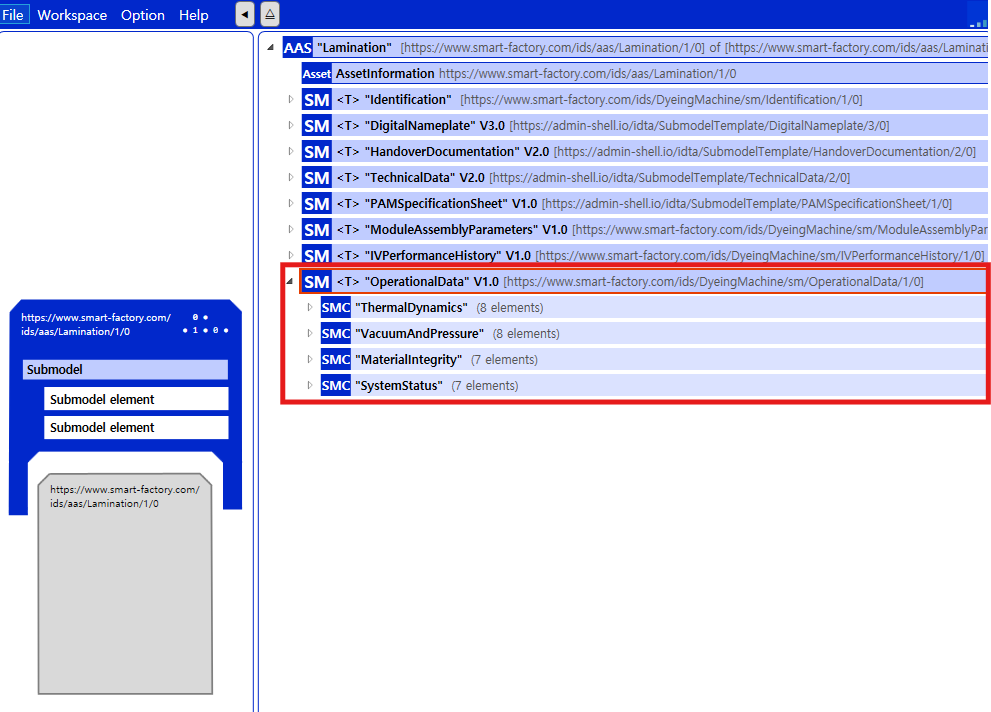 File Workspace Option Help
AAS "Lamination" [https://www.smart-factory.com/ids/aas/Lamination/1/0] of [https://www.smart-factory.com/ids/aas/Laminati
Asset AssetInformation https://www.smart-factory.com/ids/aas/Lamination/1/0
SM <T> "Identification" [https://www.smart-factory.com/ids/DyeingMachine/sm/Identification/1/0]
SM <T> "DigitalNameplate" V3.0 [https://admin-shell.io/idta/SubmodelTemplate/DigitalNameplate/3/0]
SM <T> "HandoverDocumentation" V2.0 [https://admin-shell.io/idta/SubmodelTemplate/HandoverDocumentation/2/0]
SM <T> "TechnicalData" V2.0 [https://admin-shell.io/idta/SubmodelTemplate/TechnicalData/2/0]
SM <T> "PAMSpecificationSheet" V1.0 [https://admin-shell.io/idta/SubmodelTemplate/PAMSpecificationSheet/1/0]
SM <T> "ModuleAssemblyParameters" V1.0 [https://www.smart-factory.com/ids/DyeingMachine/sm/ModuleAssemblyPar
SM <T> "IVPerformanceHistory" V1.0 [https://www.smart-factory.com/ids/DyeingMachine/sm/IVPerformanceHistory/1/0]
SM <T> "OperationalData" V1.0 [https://www.smart-factory.com/ids/DyeingMachine/sm/OperationalData/1/0]
SMC "ThermalDynamics" (8 elements)
SMC "VacuumAndPressure" (8 elements)
SMC "MaterialIntegrity" (7 elements)
SMC "SystemStatus" (7 elements)
https://www.smart-factory.com/
ids/aas/Lamination/1/0
0
1 0
Submodel
Submodel element
Submodel element
https://www.smart-factory.com/
ids/aas/Lamination/1/0